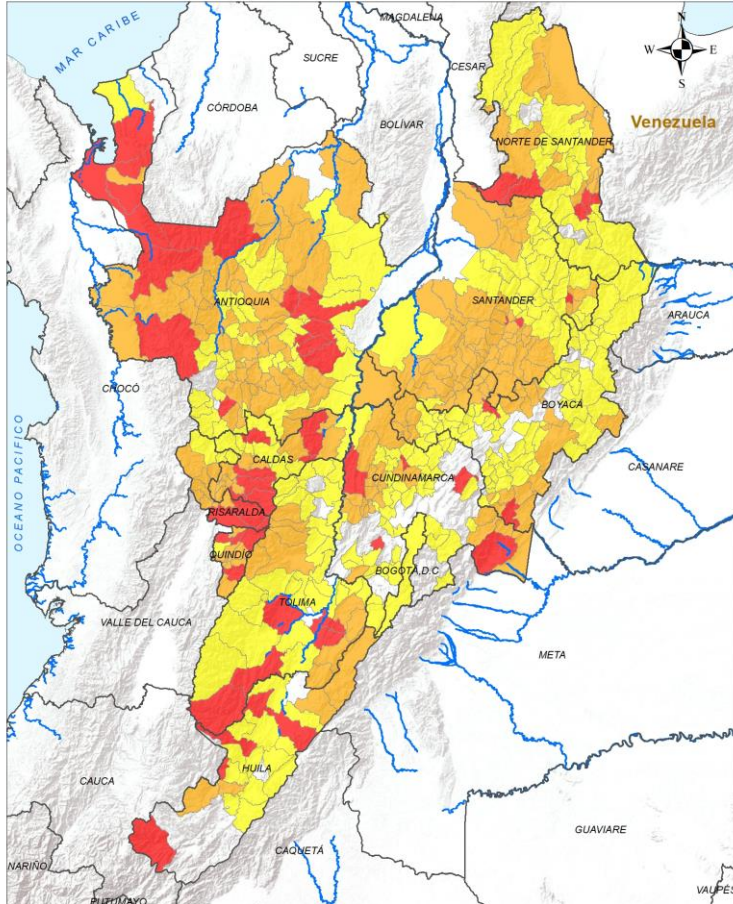 MAGDALENA
N
MAR CARIBE
SUCRE
W E
CESAR
S
CÓRDOBA
BOLÍVAR
Venezuela
NORTE DE SANTANDER
ANTIOQUIA
SANTANDER
ARAUCA
CHOCÓ
BOYACÁ
CALDAS
CUNDINAMARCA
CASANARE
OCEANO PACIFICO
RISARALDA
QUINDÍO
BOGOTÁ, D.C
TOLIMA
VALLE DEL CAUCA
META
HUILA
CAUCA
GUAVIARE
CAQUETÁ
NARIÑO
PUTUMAYO
VAUPÉS